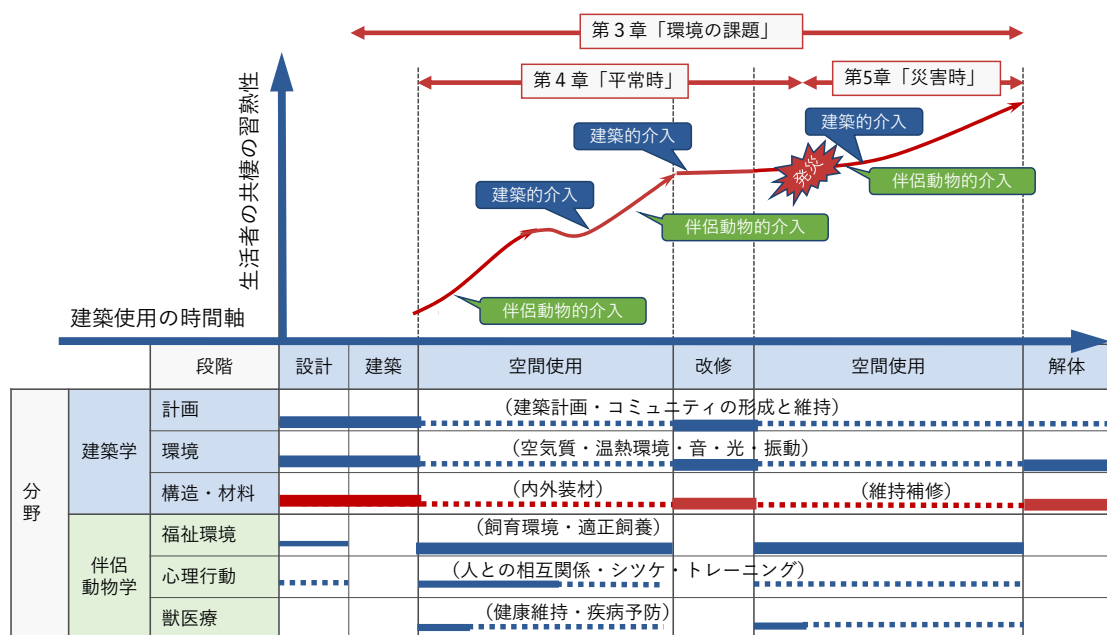 第３章「環境の課題」
第４章「平常時」
第5章「災害時」
生活者の共棲の習熟性
建築的介入
建築的介入
発災
伴侶動物的介入
建築的介入
伴侶動物的介入
伴侶動物的介入
建築使用の時間軸
段階 設計 建築 空間使用 改修 空間使用 解体
分野
建築学
計画 （建築計画・コミュニティの形成と維持）
環境 （空気質・温熱環境・音・光・振動）
構造・材料 （内外装材） （維持補修）
伴侶
動物学
福祉環境 （飼育環境・適正飼養）
心理行動 （人との相互関係・シツケ・トレーニング）
獣医療 （健康維持・疾病予防）